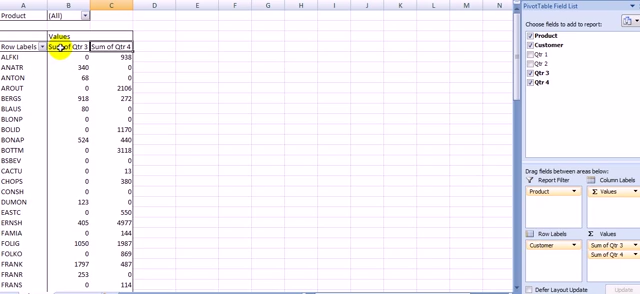 A B C D E F G H I J K L M N
Product (All)
Values
Row Labels Sum of Qtr 3 Sum of Qtr 4
ALFKI 0 938
ANATR 340 0
ANTON 68 0
AROUT 0 2106
BERGS 918 272
BLAUS 80 0
BLONP 0 0
BOLID 0 1170
BONAP 524 440
BOTTM 0 3118
BSBEV 0 0
CACTU 0 13
CHOPS 0 380
CONSH 0 0
DUMON 123 0
EASTC 0 550
ERNSH 405 4977
FAMIA 0 144
FOLIG 1050 1987
FOLKO 0 869
FRANK 1797 487
FRANR 253 0
FRANS 0 114
PivotTable Field List
Choose fields to add to report:
Product
Customer
Qtr 1
Qtr 2
Qtr 3
Qtr 4
Drag fields between areas below:
Report Filter Column Labels
Product Σ Values
Row Labels Σ Values
Customer Sum of Qtr 3
Sum of Qtr 4
Defer Layout Update Update